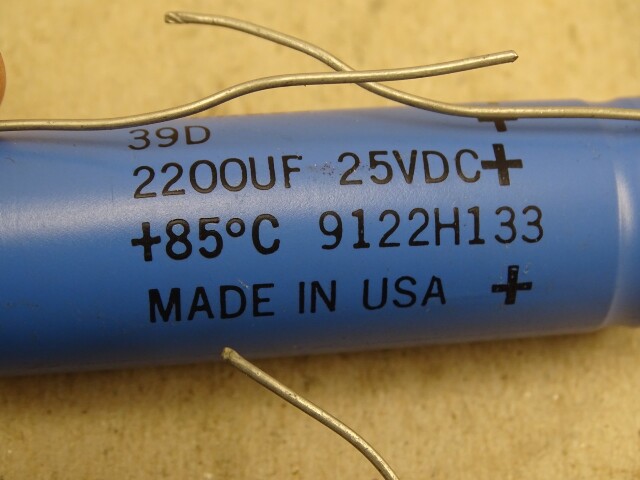 39D
2200UF 25VDC+
+85°C 9122H133
MADE IN USA +